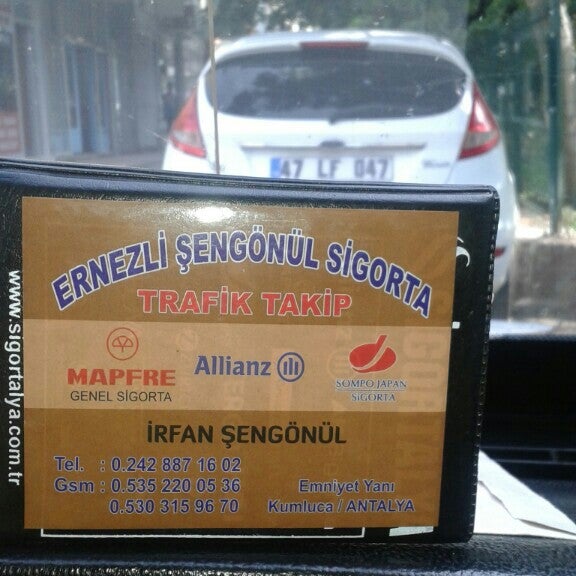 47 LF 047
ERNEZLİ ŞENGÖNÜL SİGORTA
TRAFİK TAKİP
MAPFRE
GENEL SİGORTA
Allianz
SOMPO JAPAN
SİGORTA
İRFAN ŞENGÖNÜL
Tel. : 0.242 887 16 02
Gsm : 0.535 220 05 36
0.530 315 96 70
Emniyet Yanı
Kumluca / ANTALYA
www.sigortalya.com.tr